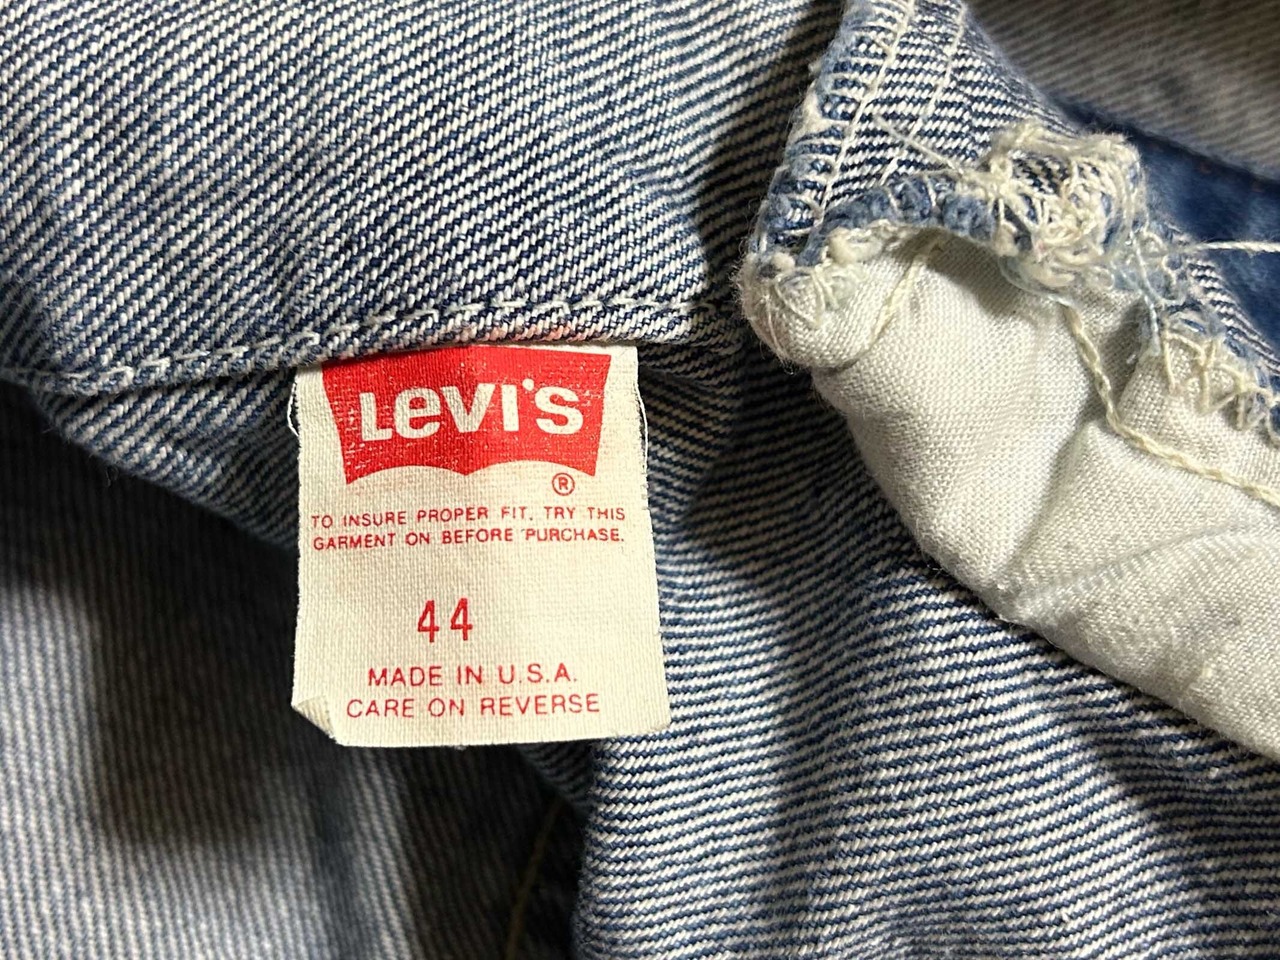 LEVI'S
®
TO INSURE PROPER FIT, TRY THIS
GARMENT ON BEFORE PURCHASE.
44
MADE IN U.S.A.
CARE ON REVERSE